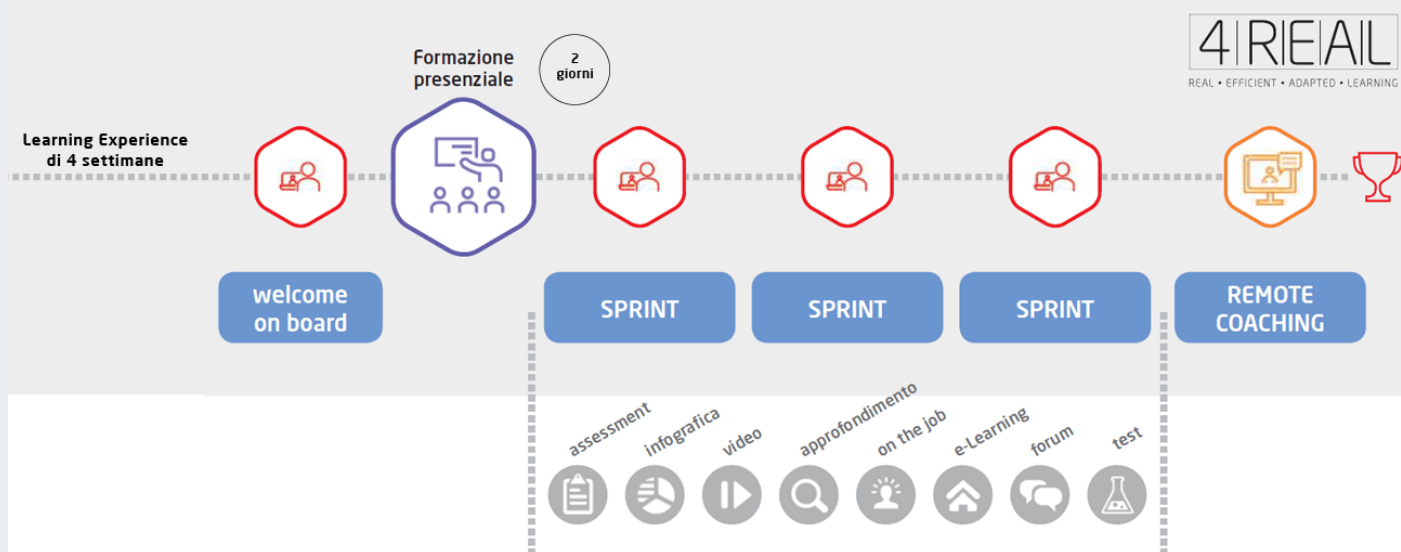 4|R|E|A|L
REAL • EFFICIENT • ADAPTED • LEARNING
Formazione
presenziale
2
giorni
Learning Experience
di 4 settimane
welcome
on board
SPRINT
SPRINT
SPRINT
REMOTE
COACHING
assessment
infografica
video
approfondimento
on the job
e-Learning
forum
test